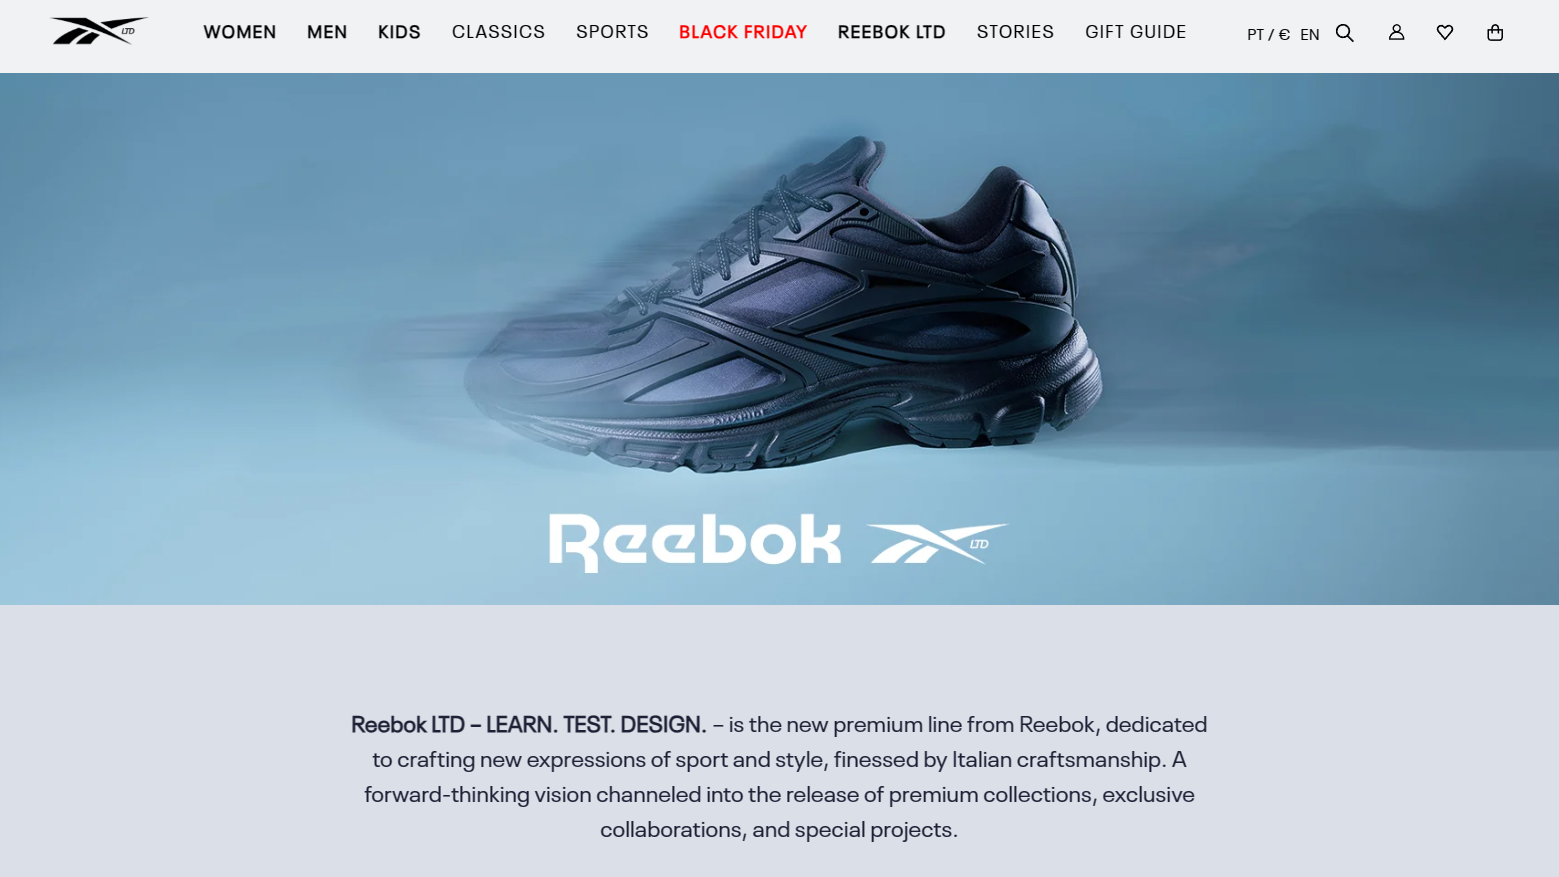 LTD
WOMEN MEN KIDS CLASSICS SPORTS BLACK FRIDAY REEBOK LTD STORIES GIFT GUIDE PT / € EN
Reebok LTD
Reebok LTD – LEARN. TEST. DESIGN. – is the new premium line from Reebok, dedicated
to crafting new expressions of sport and style, finessed by Italian craftsmanship. A
forward-thinking vision channeled into the release of premium collections, exclusive
collaborations, and special projects.